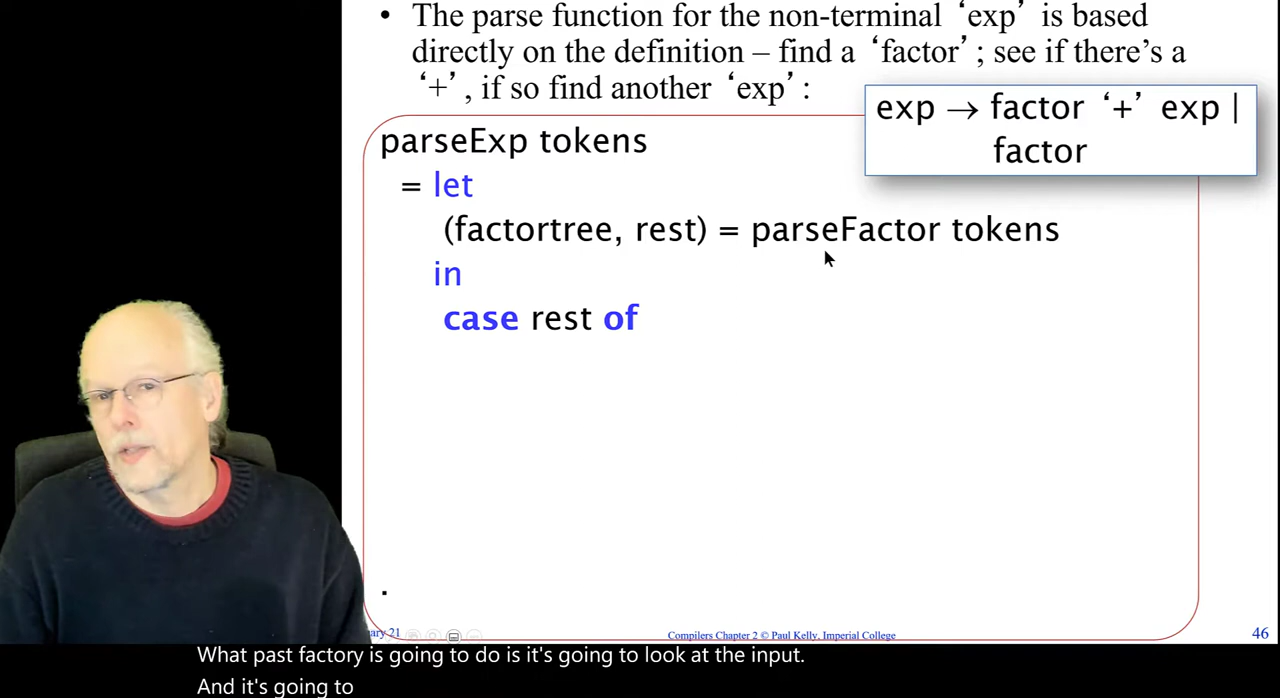 • The parse function for the non-terminal ‘exp’ is based
directly on the definition – find a ‘factor’; see if there’s a
‘+’, if so find another ‘exp’:
exp → factor ‘+’ exp |
factor
parseExp tokens
= let
(factortree, rest) = parseFactor tokens
in
case rest of
.
21
Compilers Chapter 2 © Paul Kelly, Imperial College
46
What past factory is going to do is it's going to look at the input.
And it's going to